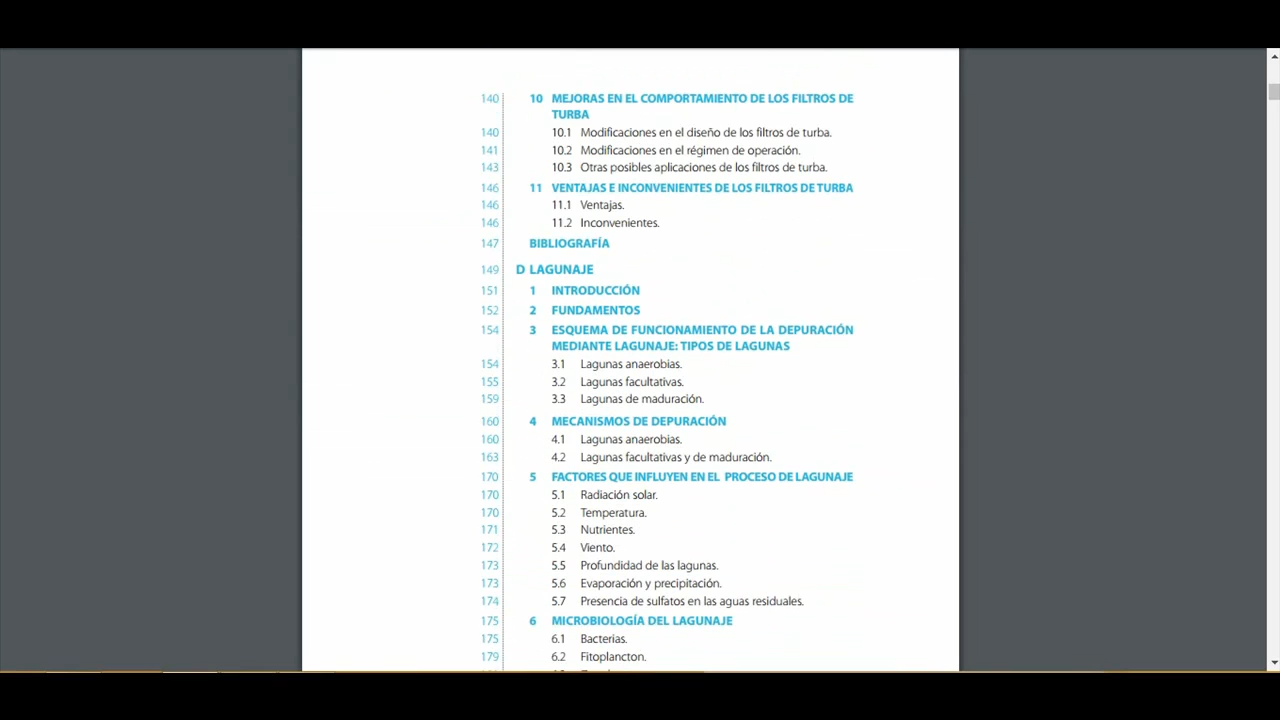 140 10 MEJORAS EN EL COMPORTAMIENTO DE LOS FILTROS DE
TURBA
140 10.1 Modificaciones en el diseño de los filtros de turba.
141 10.2 Modificaciones en el régimen de operación.
143 10.3 Otras posibles aplicaciones de los filtros de turba.
146 11 VENTAJAS E INCONVENIENTES DE LOS FILTROS DE TURBA
146 11.1 Ventajas.
146 11.2 Inconvenientes.
147 BIBLIOGRAFÍA
149 D LAGUNAJE
151 1 INTRODUCCIÓN
152 2 FUNDAMENTOS
154 3 ESQUEMA DE FUNCIONAMIENTO DE LA DEPURACIÓN
MEDIANTE LAGUNAJE: TIPOS DE LAGUNAS
154 3.1 Lagunas anaerobias.
155 3.2 Lagunas facultativas.
159 3.3 Lagunas de maduración.
160 4 MECANISMOS DE DEPURACIÓN
160 4.1 Lagunas anaerobias.
163 4.2 Lagunas facultativas y de maduración.
170 5 FACTORES QUE INFLUYEN EN EL PROCESO DE LAGUNAJE
170 5.1 Radiación solar.
170 5.2 Temperatura.
171 5.3 Nutrientes.
172 5.4 Viento.
173 5.5 Profundidad de las lagunas.
173 5.6 Evaporación y precipitación.
174 5.7 Presencia de sulfatos en las aguas residuales.
175 6 MICROBIOLOGÍA DEL LAGUNAJE
175 6.1 Bacterias.
179 6.2 Fitoplancton.